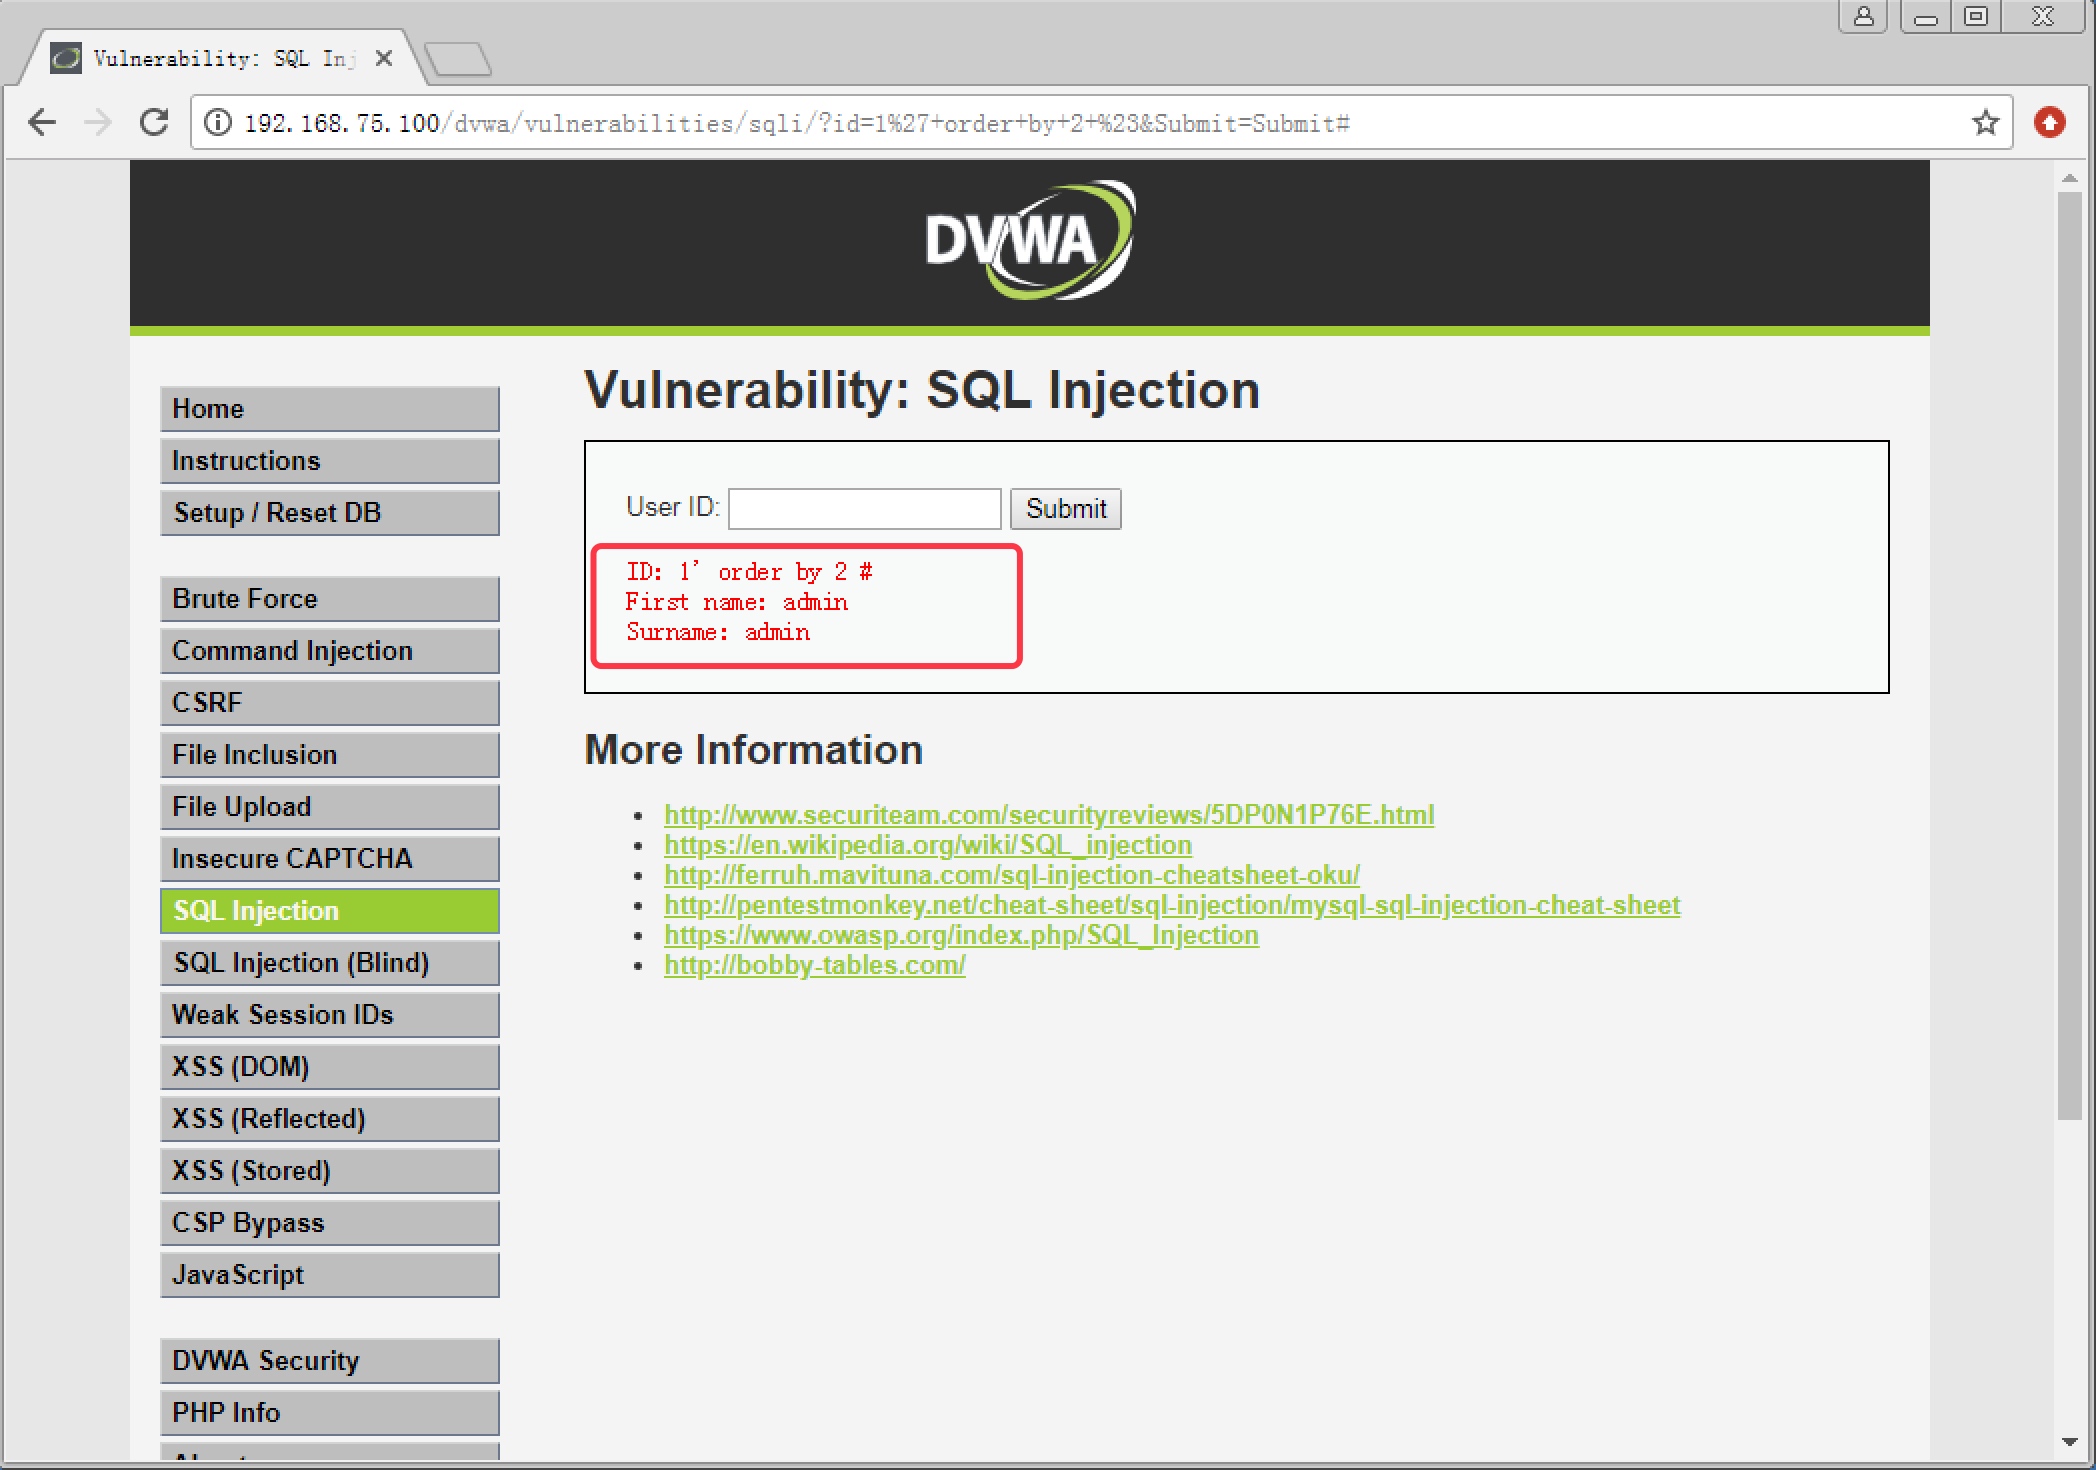 Vulnerability: SQL Inj
192.168.75.100/dvwa/vulnerabilities/sqli/?id=1%27+order+by+2+%23&Submit=Submit#
DVWA
Home
Instructions
Setup / Reset DB
Brute Force
Command Injection
CSRF
File Inclusion
File Upload
Insecure CAPTCHA
SQL Injection
SQL Injection (Blind)
Weak Session IDs
XSS (DOM)
XSS (Reflected)
XSS (Stored)
CSP Bypass
JavaScript
DVWA Security
PHP Info
Vulnerability: SQL Injection
User ID:
Submit
ID: 1' order by 2 #
First name: admin
Surname: admin
More Information
http://www.securiteam.com/securityreviews/5DP0N1P76E.html
https://en.wikipedia.org/wiki/SQL_injection
http://ferruh.mavituna.com/sql-injection-cheatsheet-oku/
http://pentestmonkey.net/cheat-sheet/sql-injection/mysql-sql-injection-cheat-sheet
https://www.owasp.org/index.php/SQL_Injection
http://bobby-tables.com/